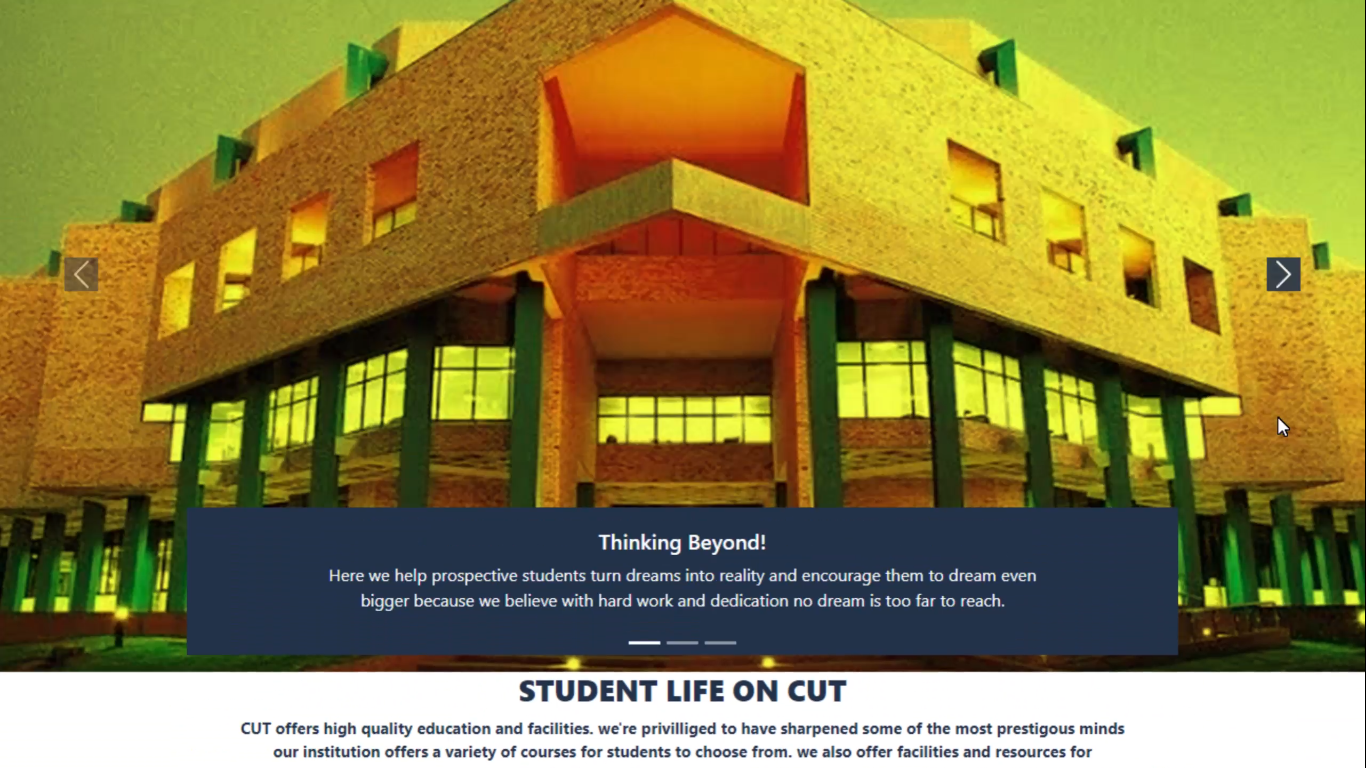 Thinking Beyond!
Here we help prospective students turn dreams into reality and encourage them to dream even
bigger because we believe with hard work and dedication no dream is too far to reach.
STUDENT LIFE ON CUT
CUT offers high quality education and facilities. we're privilliged to have sharpened some of the most prestigous minds
our institution offers a variety of courses for students to choose from. we also offer facilities and resources for